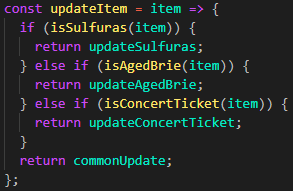 const updateItem = item => {
  if (isSulfuras(item)) {
    return updateSulfuras;
  } else if (isAgedBrie(item)) {
    return updateAgedBrie;
  } else if (isConcertTicket(item)) {
    return updateConcertTicket;
  }
  return commonUpdate;
};